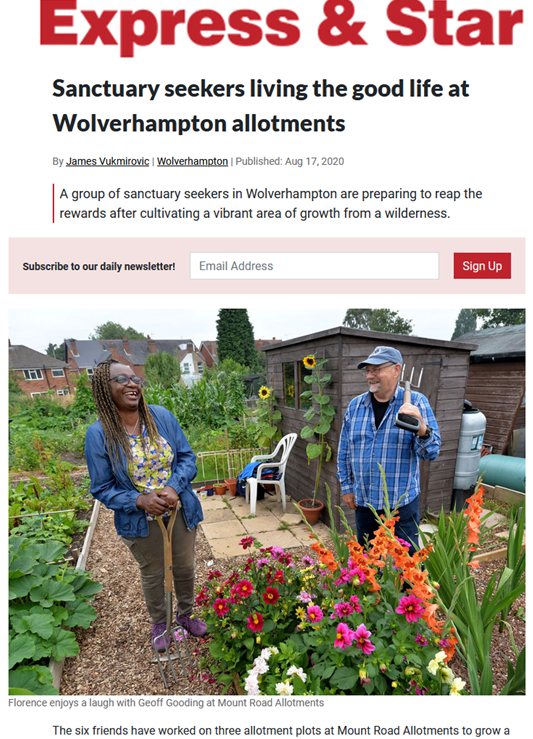 Express & Star
Sanctuary seekers living the good life at
Wolverhampton allotments
By James Vukmirovic | Wolverhampton | Published: Aug 17, 2020
A group of sanctuary seekers in Wolverhampton are preparing to reap the
rewards after cultivating a vibrant area of growth from a wilderness.
Subscribe to our daily newsletter! Email Address Sign Up
Florence enjoys a laugh with Geoff Gooding at Mount Road Allotments
The six friends have worked on three allotment plots at Mount Road Allotments to grow a